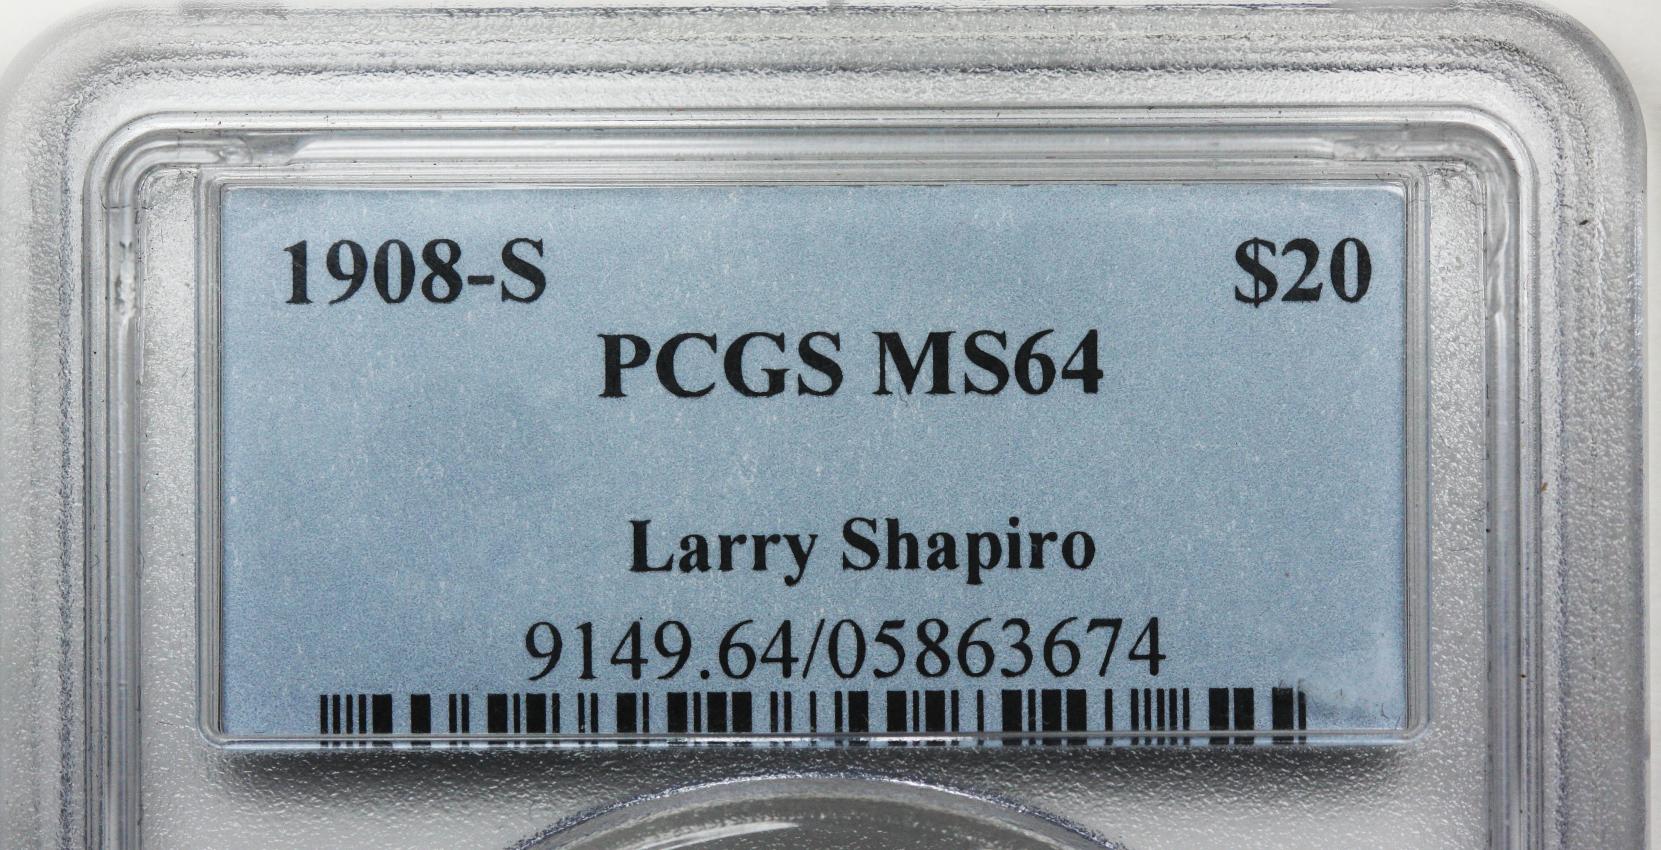 1908-S $20
PCGS MS64
Larry Shapiro
9149.64/05863674